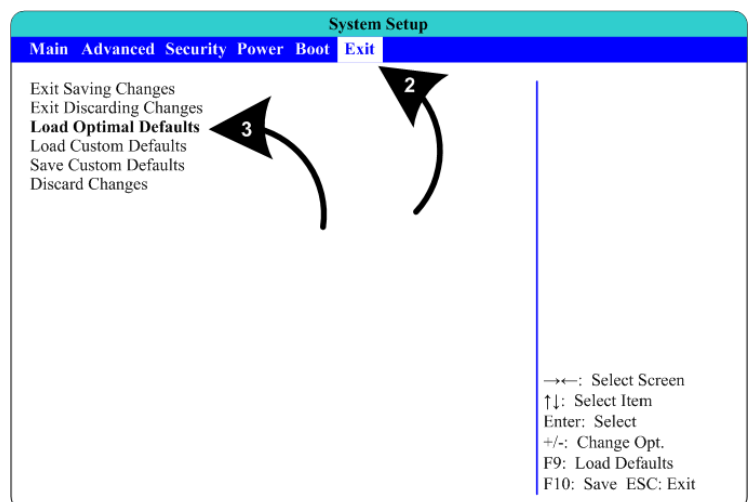 System Setup
Main Advanced Security Power Boot Exit
2
Exit Saving Changes
Exit Discarding Changes
Load Optimal Defaults
3
Load Custom Defaults
Save Custom Defaults
Discard Changes
→←: Select Screen
↑↓: Select Item
Enter: Select
+/-: Change Opt.
F9: Load Defaults
F10: Save ESC: Exit